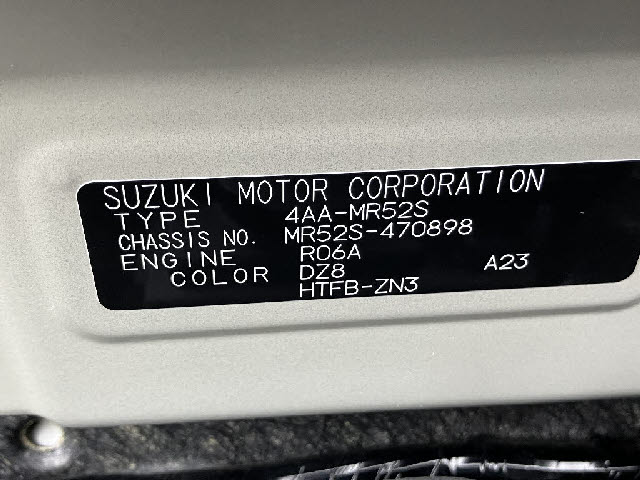 SUZUKI MOTOR CORPORATION
TYPE 4AA-MR52S
CHASSIS NO. MR52S-470898
ENGINE R06A
COLOR DZ8 A23
HTFB-ZN3